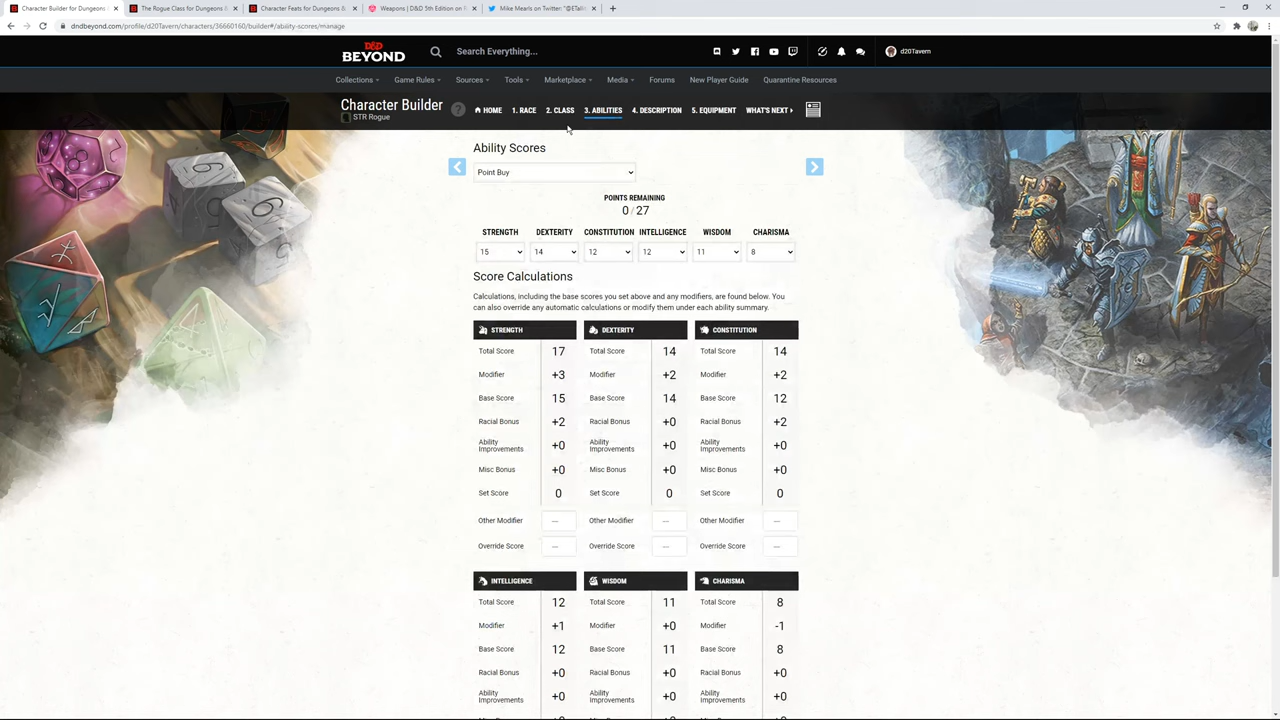 Character Builder for Dungeons
The Rogue Class for Dungeons &
Character Feats for Dungeons &
Weapons | D&D 5th Edition on R
Mike Mearls on Twitter: "@ETali
dndbeyond.com/profile/d20Tavern/characters/36660160/builder#/ability-scores/manage
D&D BEYOND
Search Everything...
d20Tavern
Collections Game Rules Sources Tools Marketplace Media Forums New Player Guide Quarantine Resources
Character Builder
STR Rogue
? HOME 1. RACE 2. CLASS 3. ABILITIES 4. DESCRIPTION 5. EQUIPMENT WHAT'S NEXT
Ability Scores
Point Buy
POINTS REMAINING
0 / 27
STRENGTH DEXTERITY CONSTITUTION INTELLIGENCE WISDOM CHARISMA
15 14 12 12 11 8
Score Calculations
Calculations, including the base scores you set above and any modifiers, are found below. You
can also override any automatic calculations or modify them under each ability summary.
STRENGTH DEXTERITY CONSTITUTION
Total Score 17 Total Score 14 Total Score 14
Modifier +3 Modifier +2 Modifier +2
Base Score 15 Base Score 14 Base Score 12
Racial Bonus +2 Racial Bonus +0 Racial Bonus +2
Ability Improvements +0 Ability Improvements +0 Ability Improvements +0
Misc Bonus +0 Misc Bonus +0 Misc Bonus +0
Set Score 0 Set Score 0 Set Score 0
Other Modifier -- Other Modifier -- Other Modifier --
Override Score -- Override Score -- Override Score --
INTELLIGENCE WISDOM CHARISMA
Total Score 12 Total Score 11 Total Score 8
Modifier +1 Modifier +0 Modifier -1
Base Score 12 Base Score 11 Base Score 8
Racial Bonus +0 Racial Bonus +0 Racial Bonus +0
Ability Improvements +0 Ability Improvements +0 Ability Improvements +0